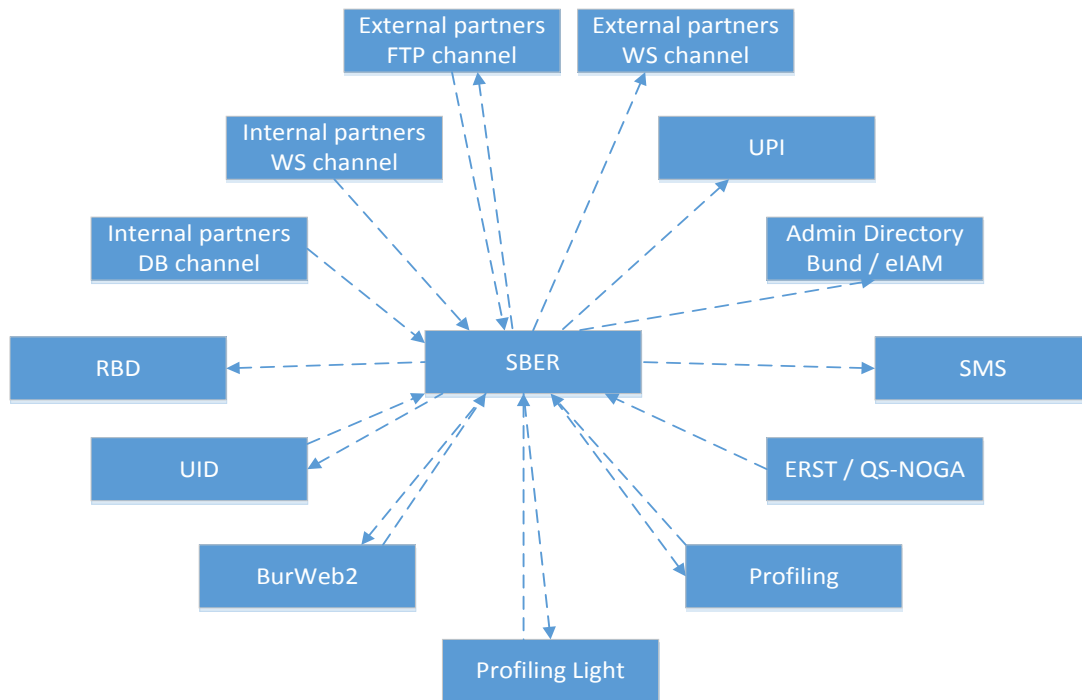 External partners
FTP channel
External partners
WS channel
Internal partners
WS channel
UPI
Internal partners
DB channel
Admin Directory
Bund / eIAM
RBD
SBER
SMS
UID
ERST / QS-NOGA
BurWeb2
Profiling
Profiling Light